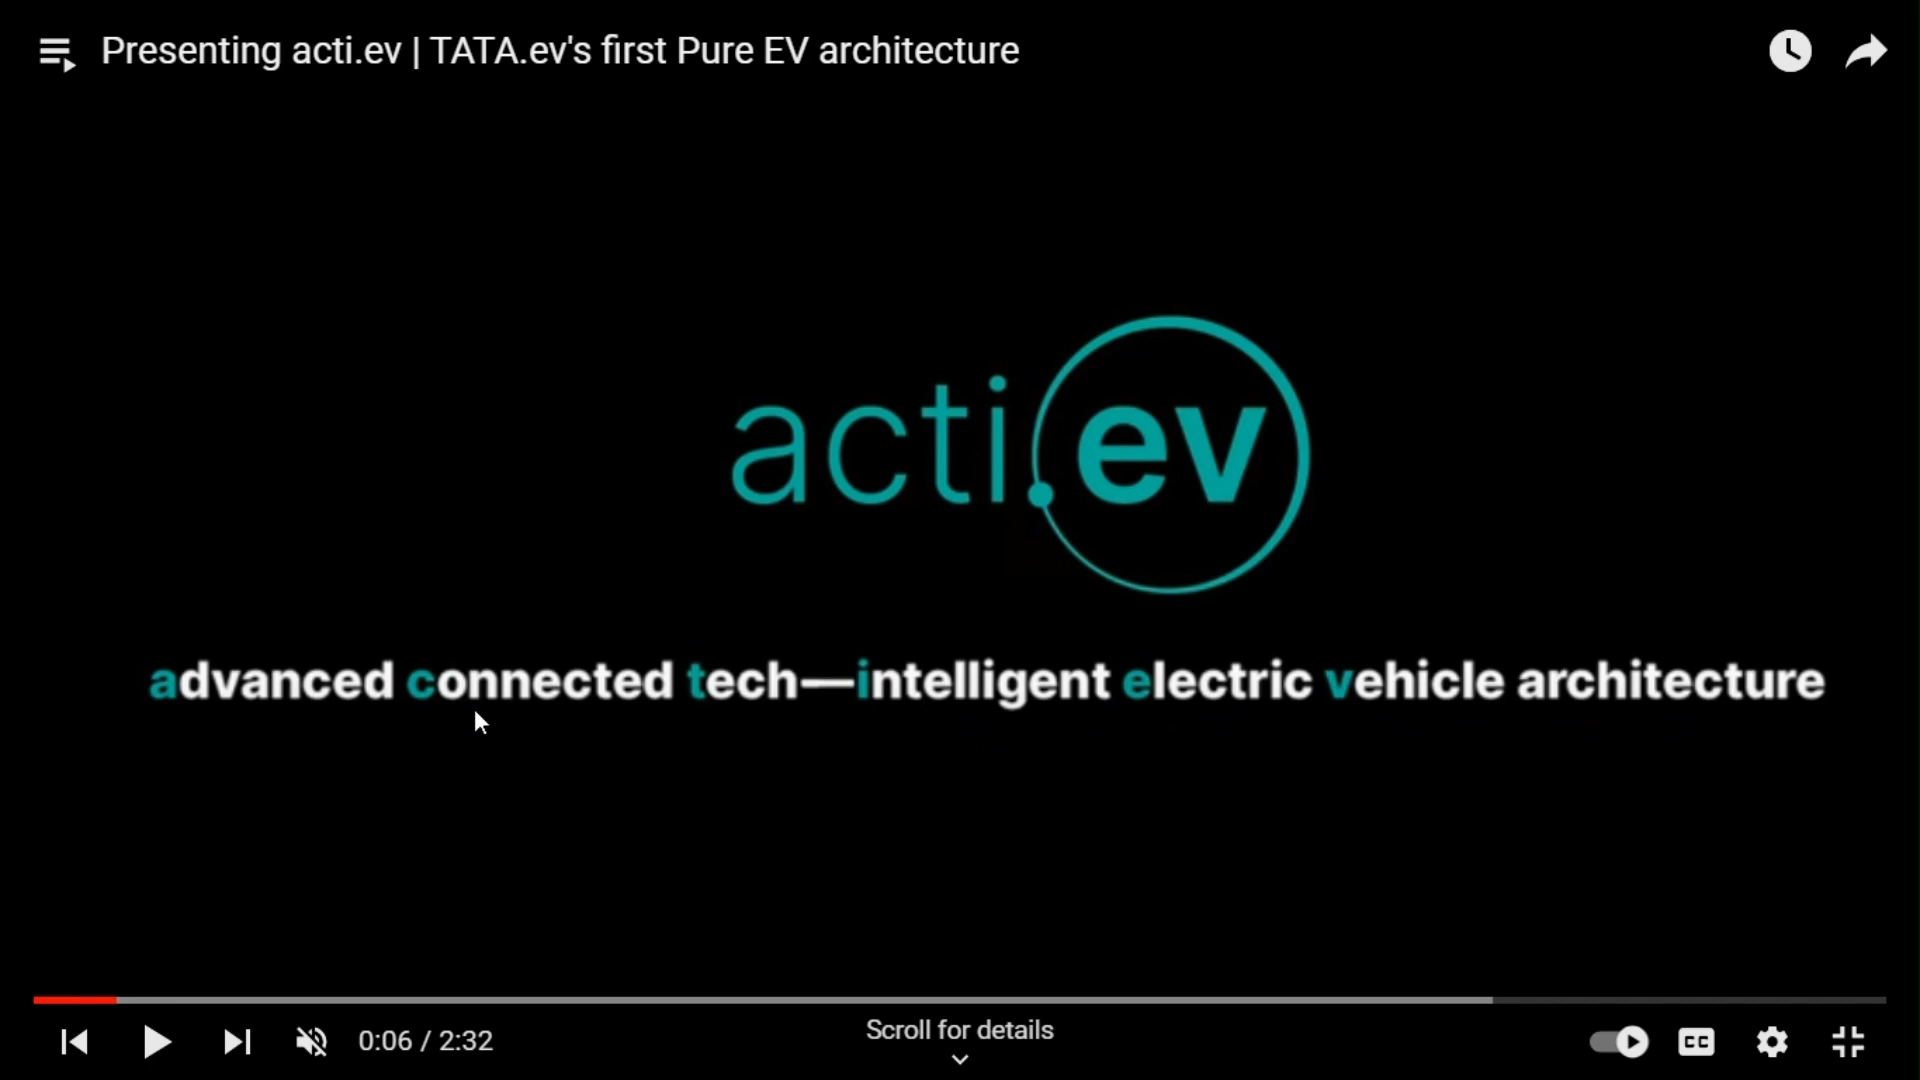 Presenting acti.ev | TATA.ev's first Pure EV architecture
acti.ev
advanced connected tech—intelligent electric vehicle architecture
0:06 / 2:32
Scroll for details
CC